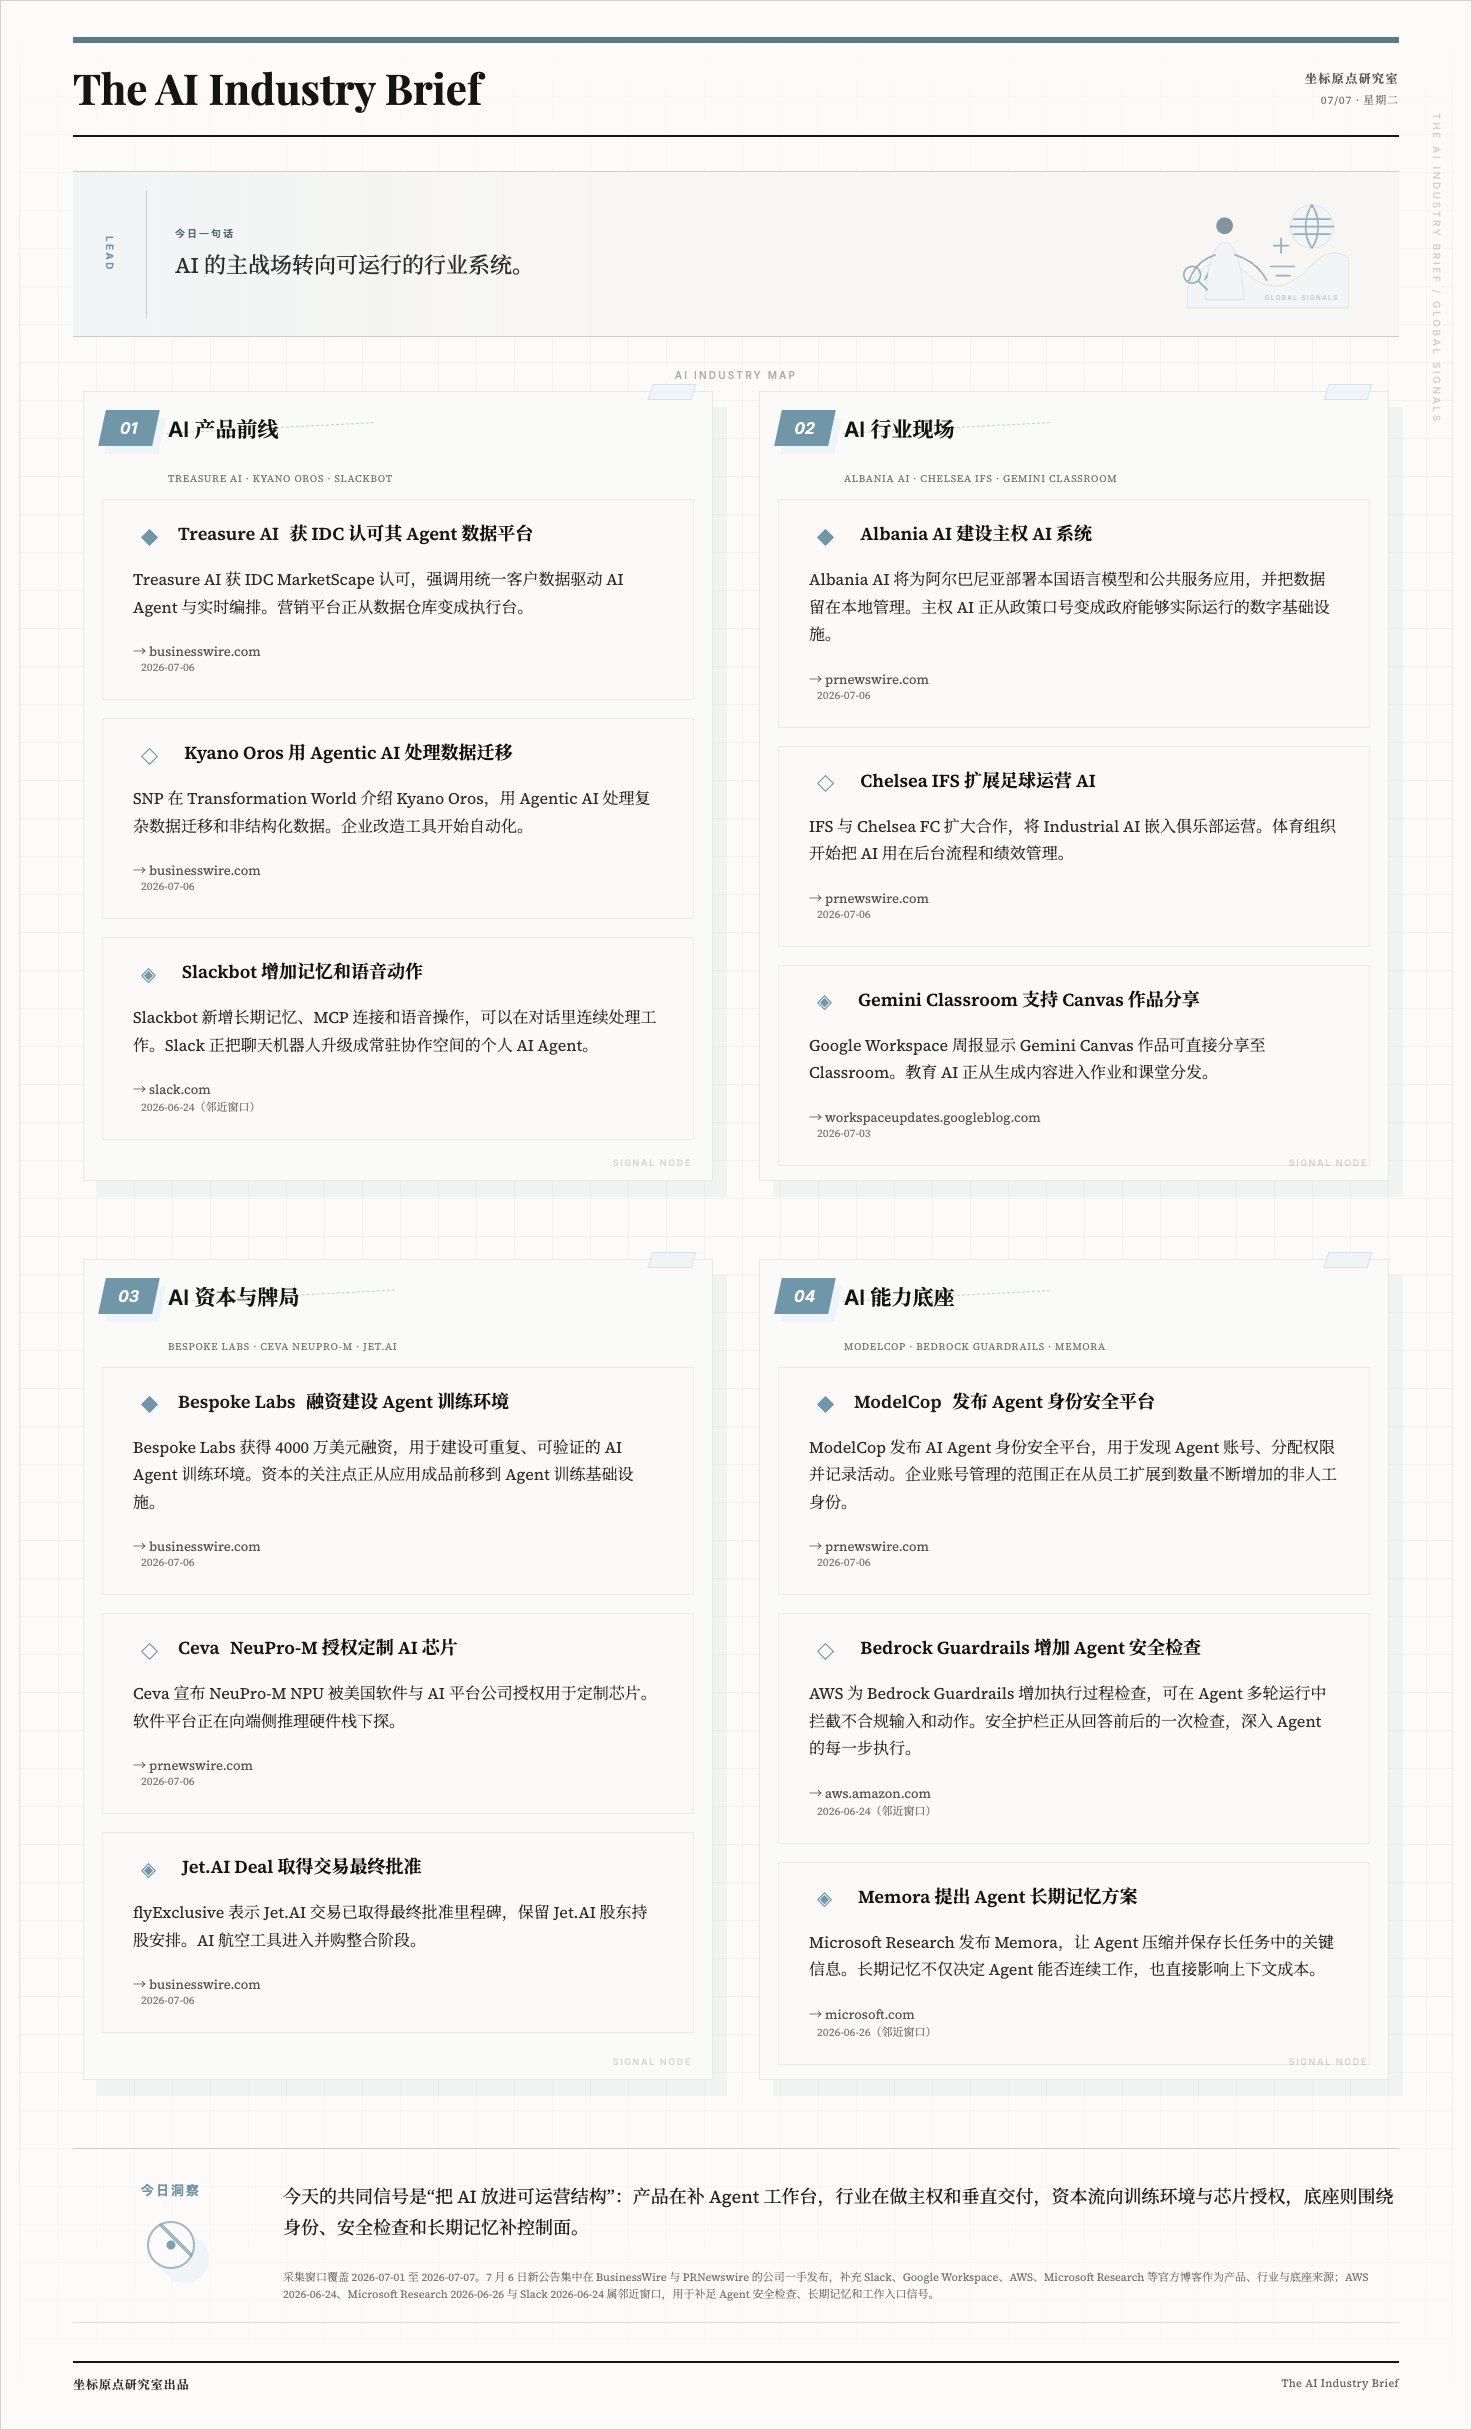 The AI Industry Brief
坐标原点研究室
07/07 · 星期二
THE AI INDUSTRY BRIEF / GLOBAL SIGNALS
LEAD
今日一句话
AI 的主战场转向可运行的行业系统。
GLOBAL SIGNALS
AI INDUSTRY MAP
01
AI 产品前线
TREASURE AI · KYANO OROS · SLACKBOT
◆ Treasure AI 获 IDC 认可其 Agent 数据平台
Treasure AI 获 IDC MarketScape 认可，强调用统一客户数据驱动 AI
Agent 与实时编排。营销平台正从数据仓库变成执行台。
→ businesswire.com
2026-07-06
◇ Kyano Oros 用 Agentic AI 处理数据迁移
SNP 在 Transformation World 介绍 Kyano Oros，用 Agentic AI 处理复
杂数据迁移和非结构化数据。企业改造工具开始自动化。
→ businesswire.com
2026-07-06
◈ Slackbot 增加记忆和语音动作
Slackbot 新增长期记忆、MCP 连接和语音操作，可以在对话里连续处理工
作。Slack 正把聊天机器人升级成常驻协作空间的个人 AI Agent。
→ slack.com
2026-06-24（邻近窗口）
SIGNAL NODE
02
AI 行业现场
ALBANIA AI · CHELSEA IFS · GEMINI CLASSROOM
◆ Albania AI 建设主权 AI 系统
Albania AI 将为阿尔巴尼亚部署本国语言模型和公共服务应用，并把数据
留在本地管理。主权 AI 正从政策口号变成政府能够实际运行的数字基础设
施。
→ prnewswire.com
2026-07-06
◇ Chelsea IFS 扩展足球运营 AI
IFS 与 Chelsea FC 扩大合作，将 Industrial AI 嵌入俱乐部运营。体育组织
开始把 AI 用在后台流程和绩效管理。
→ prnewswire.com
2026-07-06
◈ Gemini Classroom 支持 Canvas 作品分享
Google Workspace 周报显示 Gemini Canvas 作品可直接分享至
Classroom。教育 AI 正从生成内容进入作业和课堂分发。
→ workspaceupdates.googleblog.com
2026-07-03
SIGNAL NODE
03
AI 资本与牌局
BESPOKE LABS · CEVA NEUPRO-M · JET.AI
◆ Bespoke Labs 融资建设 Agent 训练环境
Bespoke Labs 获得 4000 万美元融资，用于建设可重复、可验证的 AI
Agent 训练环境。资本的关注点正从应用成品前移到 Agent 训练基础设
施。
→ businesswire.com
2026-07-06
◇ Ceva NeuPro-M 授权定制 AI 芯片
Ceva 宣布 NeuPro-M NPU 被美国软件与 AI 平台公司授权用于定制芯片。
软件平台正在向端侧推理硬件栈下探。
→ prnewswire.com
2026-07-06
◈ Jet.AI Deal 取得交易最终批准
flyExclusive 表示 Jet.AI 交易已取得最终批准里程碑，保留 Jet.AI 股东持
股安排。AI 航空工具进入并购整合阶段。
→ businesswire.com
2026-07-06
SIGNAL NODE
04
AI 能力底座
MODELCOP · BEDROCK GUARDRAILS · MEMORA
◆ ModelCop 发布 Agent 身份安全平台
ModelCop 发布 AI Agent 身份安全平台，用于发现 Agent 账号、分配权限
并记录活动。企业账号管理的范围正在从员工扩展到数量不断增加的非人工
身份。
→ prnewswire.com
2026-07-06
◇ Bedrock Guardrails 增加 Agent 安全检查
AWS 为 Bedrock Guardrails 增加执行过程检查，可在 Agent 多轮运行中
拦截不合规输入和动作。安全护栏正从回答前后的一次检查，深入 Agent
的每一步执行。
→ aws.amazon.com
2026-06-24（邻近窗口）
◈ Memora 提出 Agent 长期记忆方案
Microsoft Research 发布 Memora，让 Agent 压缩并保存长任务中的关键
信息。长期记忆不仅决定 Agent 能否连续工作，也直接影响上下文成本。
→ microsoft.com
2026-06-26（邻近窗口）
SIGNAL NODE
今日洞察
今天的共同信号是“把 AI 放进可运营结构”：产品在补 Agent 工作台，行业在做主权和垂直交付，资本流向训练环境与芯片授权，底座则围绕
身份、安全检查和长期记忆补控制面。
采集窗口覆盖 2026-07-01 至 2026-07-07。7 月 6 日新公告集中在 BusinessWire 与 PRNewswire 的公司一手发布，补充 Slack、Google Workspace、AWS、Microsoft Research 等官方博客作为产品、行业与底座来源；AWS
2026-06-24、Microsoft Research 2026-06-26 与 Slack 2026-06-24 属邻近窗口，用于补足 Agent 安全检查、长期记忆和工作入口信号。
坐标原点研究室出品
The AI Industry Brief